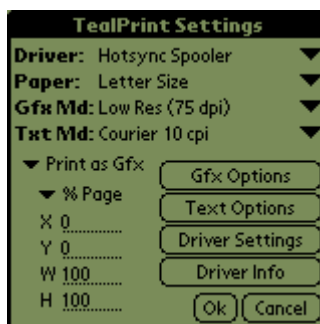 TealPrint Settings
Driver: Hotsync Spooler
Paper: Letter Size
Gfx Md: Low Res (75 dpi)
Txt Md: Courier 10 cpi
Print as Gfx
% Page
X 0
Y 0
W 100
H 100
Gfx Options
Text Options
Driver Settings
Driver Info
Ok Cancel